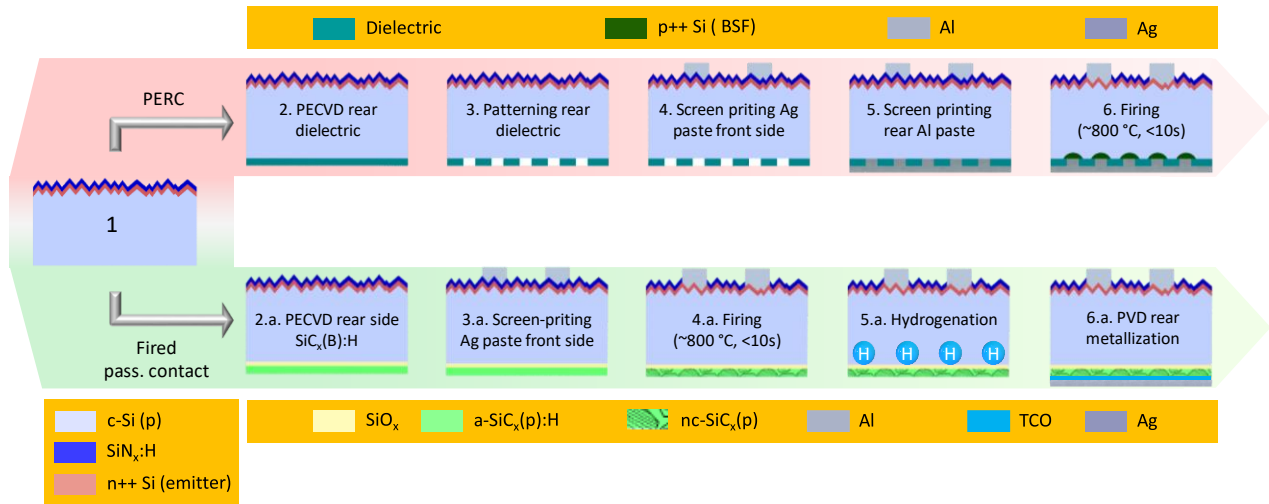 Dielectric
p++ Si ( BSF)
Al
Ag
PERC
2. PECVD rear
dielectric
3. Patterning rear
dielectric
4. Screen priting Ag
paste front side
5. Screen printing
rear Al paste
6. Firing
(~800 °C, <10s)
1
Fired
pass. contact
2.a. PECVD rear side
SiCₓ(B):H
3.a. Screen-priting
Ag paste front side
4.a. Firing
(~800 °C, <10s)
5.a. Hydrogenation
H
H
H
H
6.a. PVD rear
metallization
c-Si (p)
SiNₓ:H
n++ Si (emitter)
SiOₓ
a-SiCₓ(p):H
nc-SiCₓ(p)
Al
TCO
Ag